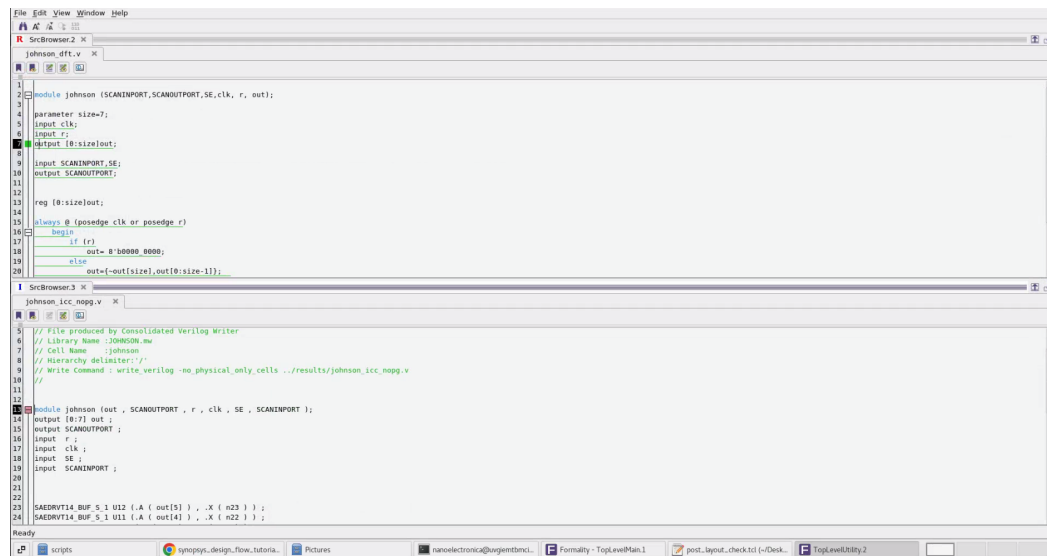 File Edit View Window Help
R SrcBrowser.2
johnson_dft.v
1
2 module johnson (SCANINPORT,SCANOUTPORT,SE,clk, r, out);
3
4 parameter size=7;
5 input clk;
6 input r;
7 output [0:size]out;
8
9 input SCANINPORT,SE;
10 output SCANOUTPORT;
11
12
13 reg [0:size]out;
14
15 always @ (posedge clk or posedge r)
16 begin
17 if (r)
18 out= 8'b0000_0000;
19 else
20 out={~out[size],out[0:size-1]};
I SrcBrowser.3
johnson_icc_nopg.v
5 // File produced by Consolidated Verilog Writer
6 // Library Name :JOHNSON.mw
7 // Cell Name :johnson
8 // Hierarchy delimiter:'/'
9 // Write Command : write_verilog -no_physical_only_cells ../results/johnson_icc_nopg.v
10 //
11
12
13 module johnson (out , SCANOUTPORT , r , clk , SE , SCANINPORT );
14 output [0:7] out ;
15 output SCANOUTPORT ;
16 input r ;
17 input clk ;
18 input SE ;
19 input SCANINPORT ;
20
21
22
23 SAEDRVT14_BUF_S_1 U12 (.A ( out[5] ) , .X ( n23 ) ) ;
24 SAEDRVT14_BUF_S_1 U11 (.A ( out[4] ) , .X ( n22 ) ) ;
Ready
scripts synopsys_design_flow_tutoria... Pictures nanoelectronica@uvgiemtbmci... Formality - TopLevelMain.1 post_layout_check.tcl (~/Desk... TopLevelUtility.2